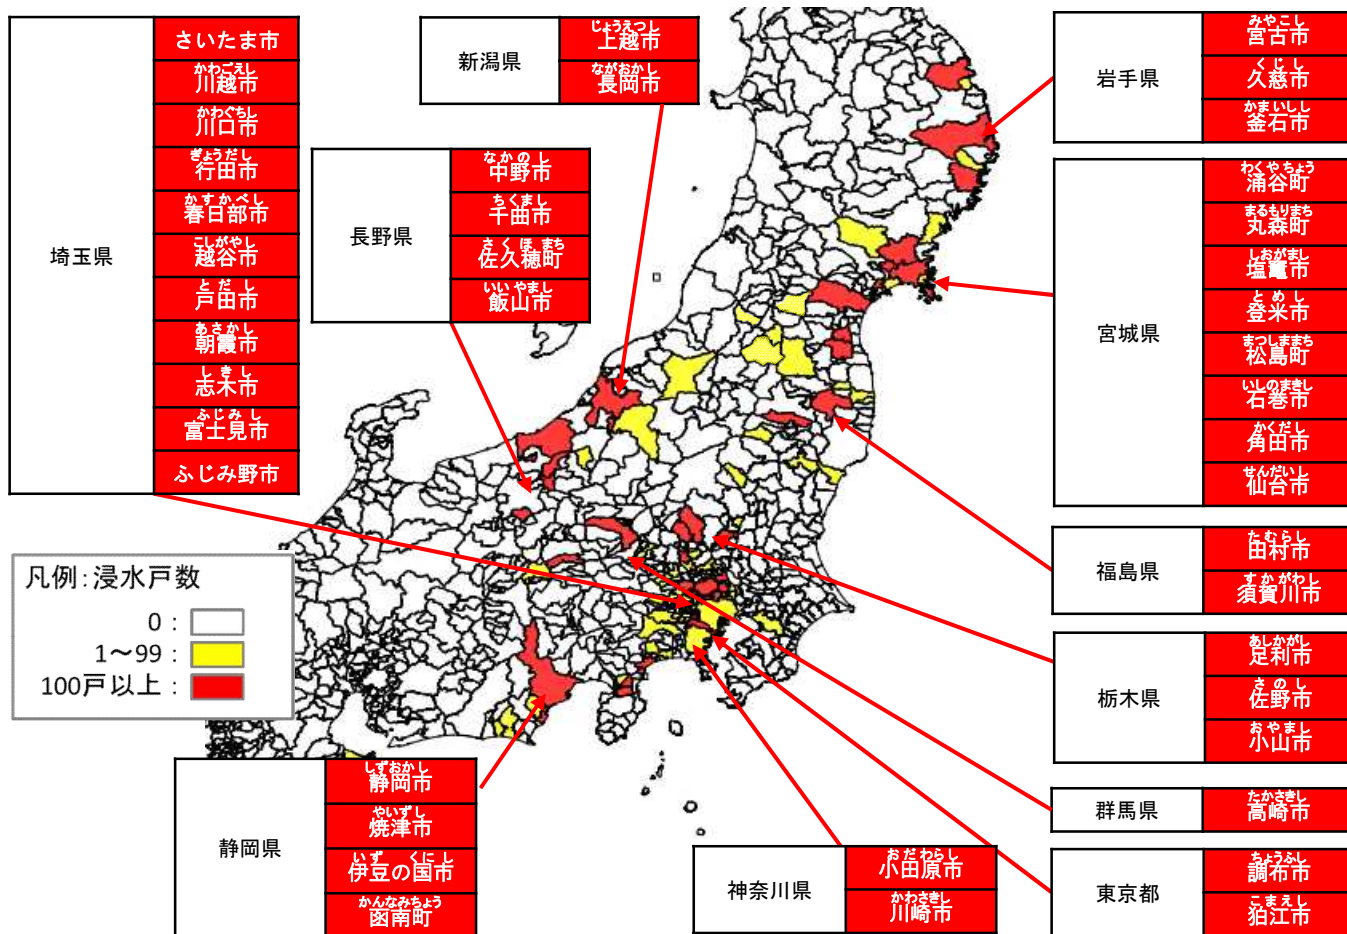 埼玉県
さいたま市
かわごえし
川越市
かわぐちし
川口市
ぎょうだし
行田市
かすかべし
春日部市
こしがやし
越谷市
とだし
戸田市
あさかし
朝霞市
しきし
志木市
ふじみし
富士見市
ふじみ野市
新潟県
じょうえつし
上越市
ながおかし
長岡市
長野県
なかのし
中野市
ちくまし
千曲市
さくほまち
佐久穂町
いいやまし
飯山市
岩手県
みやこし
宮古市
くじし
久慈市
かまいしし
釜石市
宮城県
わくやちょう
涌谷町
まるもりまち
丸森町
しおがまし
塩竈市
とめし
登米市
まつしままち
松島町
いしのまきし
石巻市
かくだし
角田市
せんだいし
仙台市
福島県
たむらし
田村市
すかがわし
須賀川市
栃木県
あしかがし
足利市
さのし
佐野市
おやまし
小山市
群馬県
たかさきし
高崎市
東京都
ちょうふし
調布市
こまえし
狛江市
神奈川県
おだわらし
小田原市
かわさきし
川崎市
静岡県
しずおかし
静岡市
やいずし
焼津市
いずのくにし
伊豆の国市
かんなみちょう
函南町
凡例:浸水戸数
0:
1~99:
100戸以上: